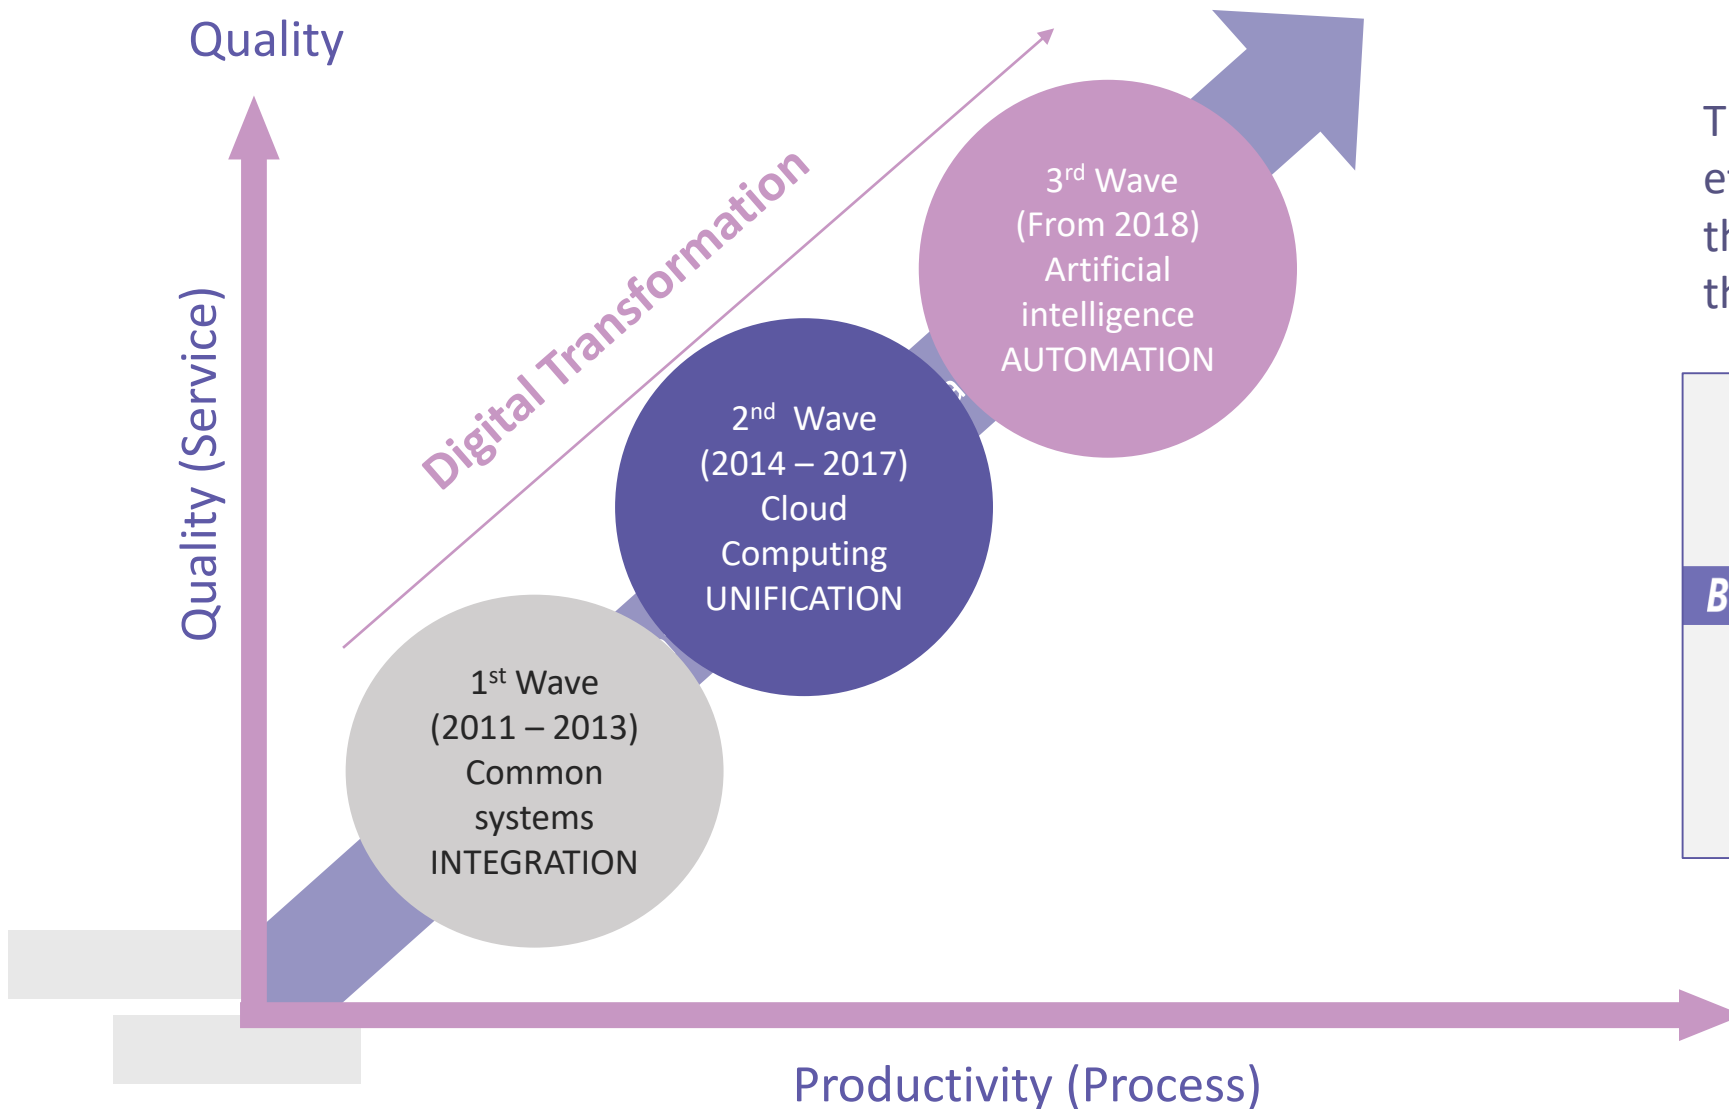 Quality
Quality (Service)
Digital Transformation
3rd Wave
(From 2018)
Artificial
intelligence
AUTOMATION
2nd Wave
(2014 – 2017)
Cloud
Computing
UNIFICATION
1st Wave
(2011 – 2013)
Common
systems
INTEGRATION
Productivity (Process)